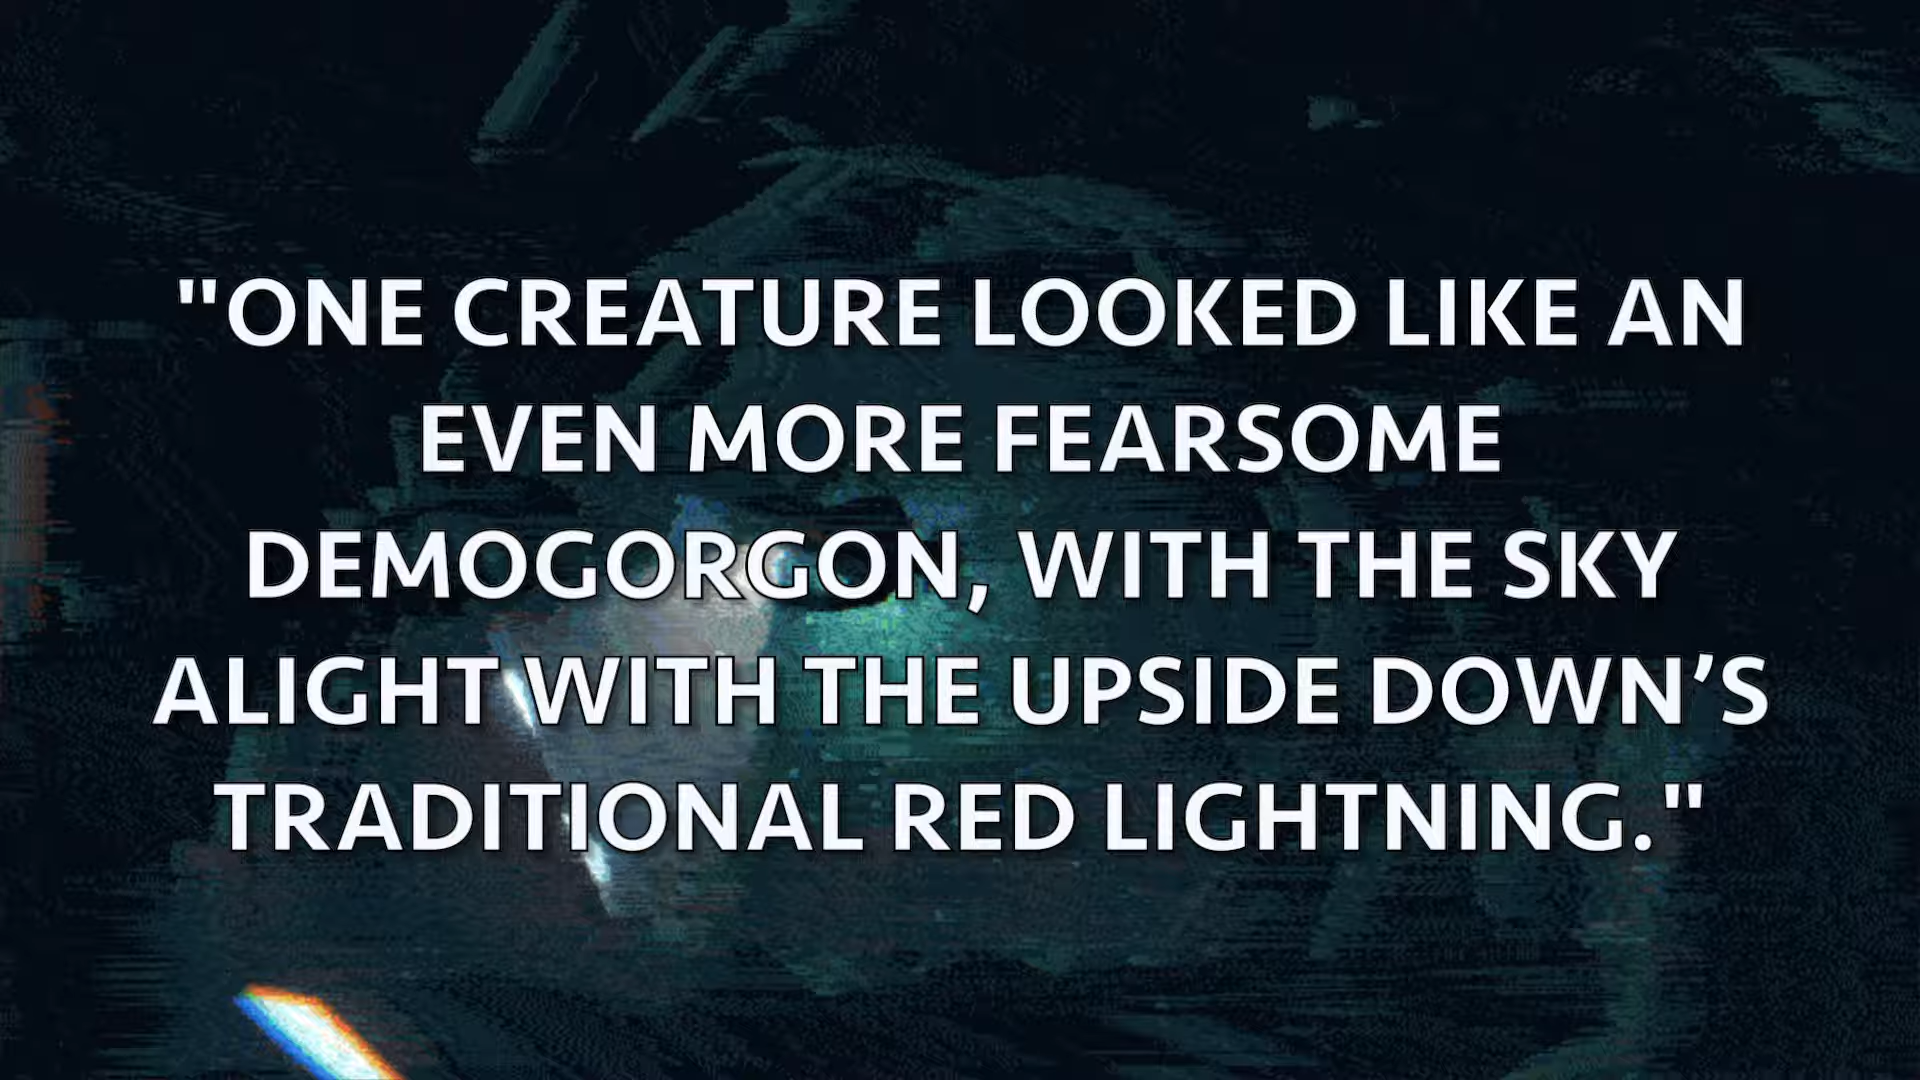 "ONE CREATURE LOOKED LIKE AN
EVEN MORE FEARSOME
DEMOGORGON, WITH THE SKY
ALIGHT WITH THE UPSIDE DOWN’S
TRADITIONAL RED LIGHTNING."